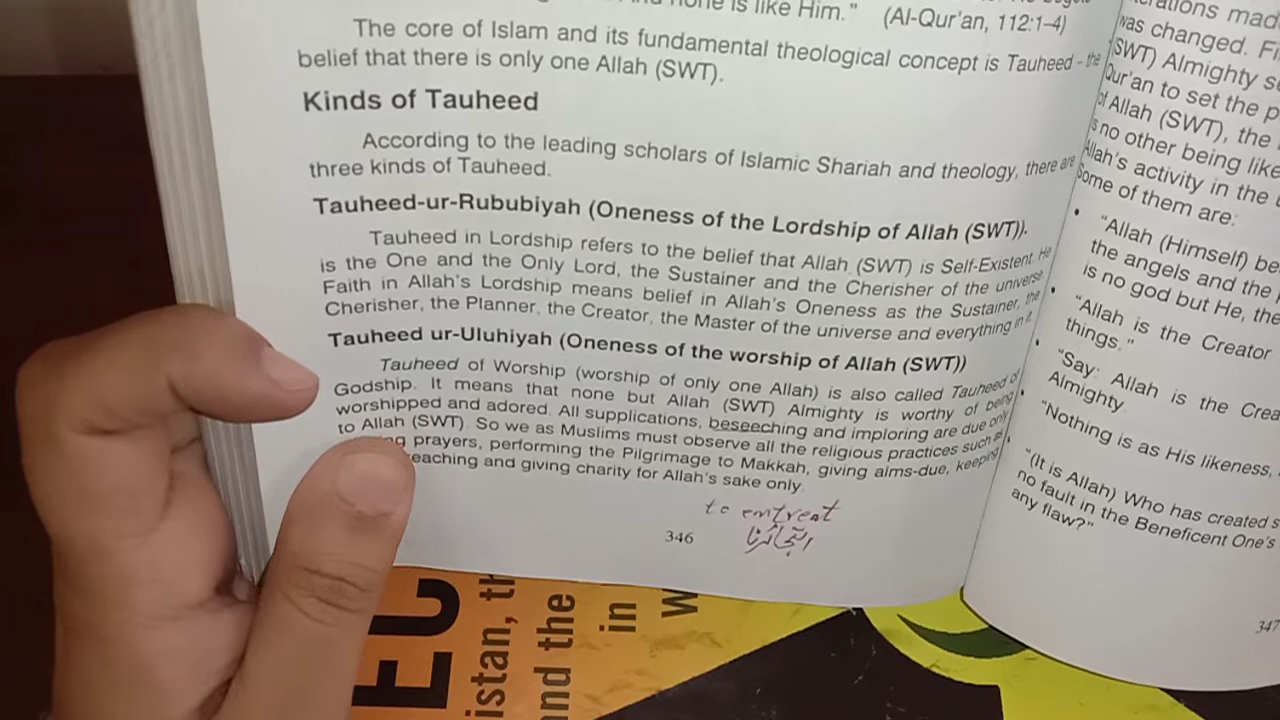 none is like Him." (Al-Qur'an, 112:1–4)
The core of Islam and its fundamental theological concept is Tauheed - the
belief that there is only one Allah (SWT).
Kinds of Tauheed
According to the leading scholars of Islamic Shariah and theology, there are
three kinds of Tauheed.
Tauheed-ur-Rububiyah (Oneness of the Lordship of Allah (SWT)).
Tauheed in Lordship refers to the belief that Allah (SWT) is Self-Existent. He
is the One and the Only Lord, the Sustainer and the Cherisher of the universe.
Faith in Allah's Lordship means belief in Allah's Oneness as the Sustainer, the
Cherisher, the Planner, the Creator, the Master of the universe and everything in it.
Tauheed ur-Uluhiyah (Oneness of the worship of Allah (SWT))
Tauheed of Worship (worship of only one Allah) is also called Tauheed of
Godship. It means that none but Allah (SWT) Almighty is worthy of being
worshipped and adored. All supplications, beseeching and imploring are due only
to Allah (SWT). So we as Muslims must observe all the religious practices such as
prayers, performing the Pilgrimage to Makkah, giving alms-due, keeping
and giving charity for Allah's sake only.
to entreat
346
made
was changed.
(SWT) Almighty
Qur'an to set the
of Allah (SWT), the
is no other being like
Allah's activity in the
Some of them are:
• "Allah (Himself)
the angels and the
is no god but He, the
• "Allah is the Creator
things."
• "Say: Allah is the
Almighty.
• "Nothing is as His likeness,
• "(It is Allah) Who has created
no fault in the Beneficent One's
any flaw?"
347
in
and the